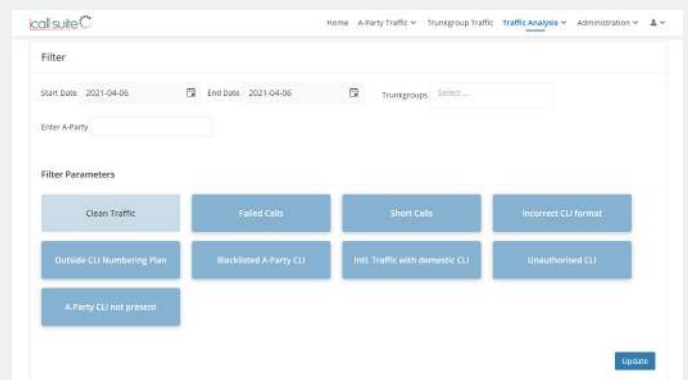 icall suite
Home A-Party Traffic Trunkgroup Traffic Traffic Analysis Administration
Filter
Start Date 2021-04-06 End Date 2021-04-06 Trunkgroups Select ...
Enter A-Party
Filter Parameters
Clean Traffic Failed Calls Short Calls Incorrect CLI format
Outside CLI Numbering Plan Blacklisted A-Party CLI Intl. Traffic with domestic CLI Unauthorised CLI
A-Party CLI not present
Update